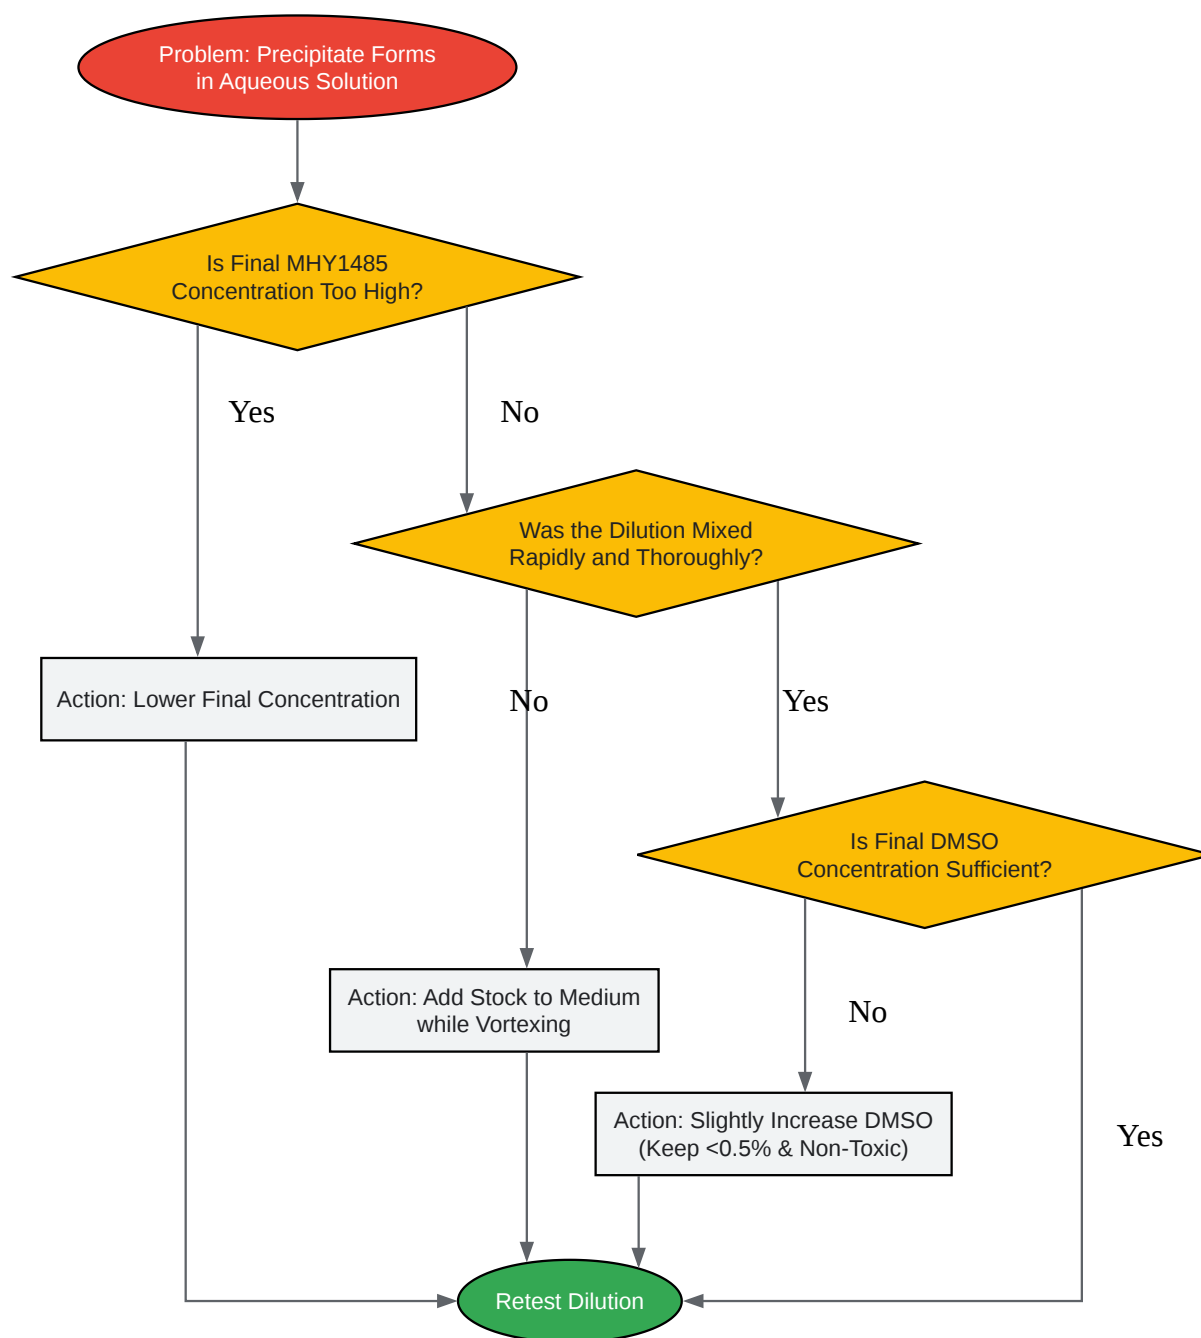 Problem: Precipitate Forms
in Aqueous Solution
Is Final MHY1485
Concentration Too High?
Yes
No
Was the Dilution Mixed
Rapidly and Thoroughly?
Action: Lower Final Concentration
No
Yes
Is Final DMSO
Concentration Sufficient?
Action: Add Stock to Medium
while Vortexing
No
Action: Slightly Increase DMSO
(Keep <0.5% & Non-Toxic)
Yes
Retest Dilution